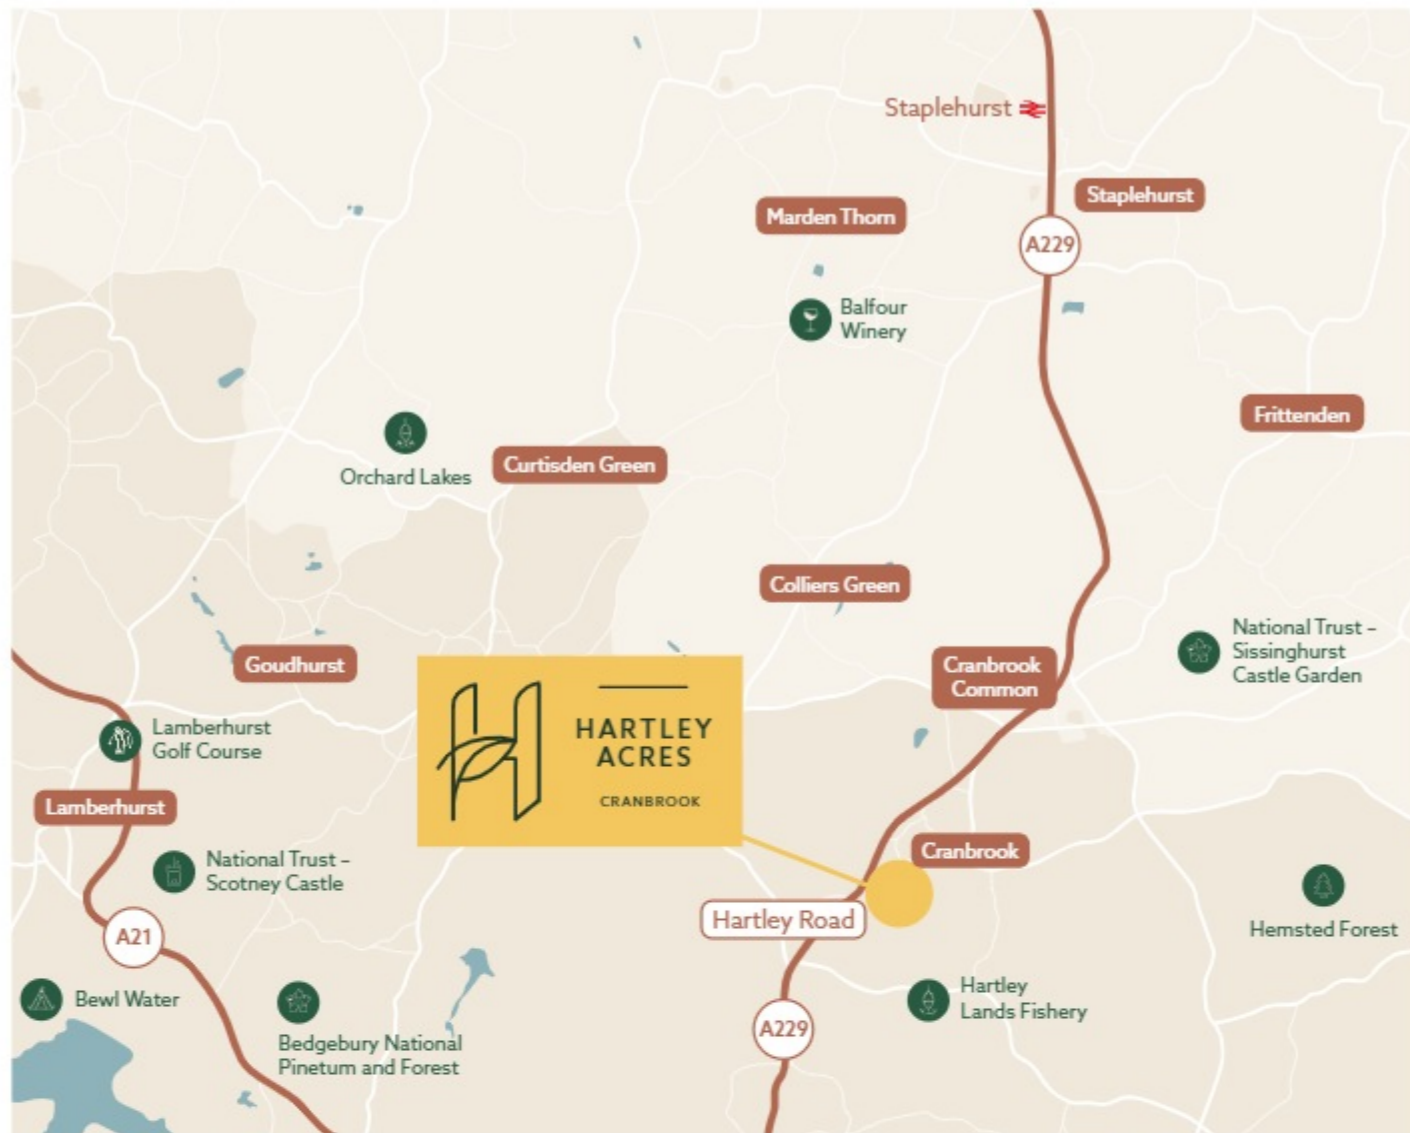 Staplehurst
Staplehurst
Marden Thorn
A229
Balfour
Winery
Frittenden
Orchard Lakes
Curtisden Green
Colliers Green
National Trust –
Sissinghurst
Castle Garden
Goudhurst
Cranbrook
Common
HARTLEY
ACRES
CRANBROOK
Lamberhurst
Golf Course
Lamberhurst
National Trust –
Scotney Castle
Cranbrook
Hartley Road
Hemsted Forest
A21
Bewl Water
Bedgebury National
Pinetum and Forest
Hartley
Lands Fishery
A229